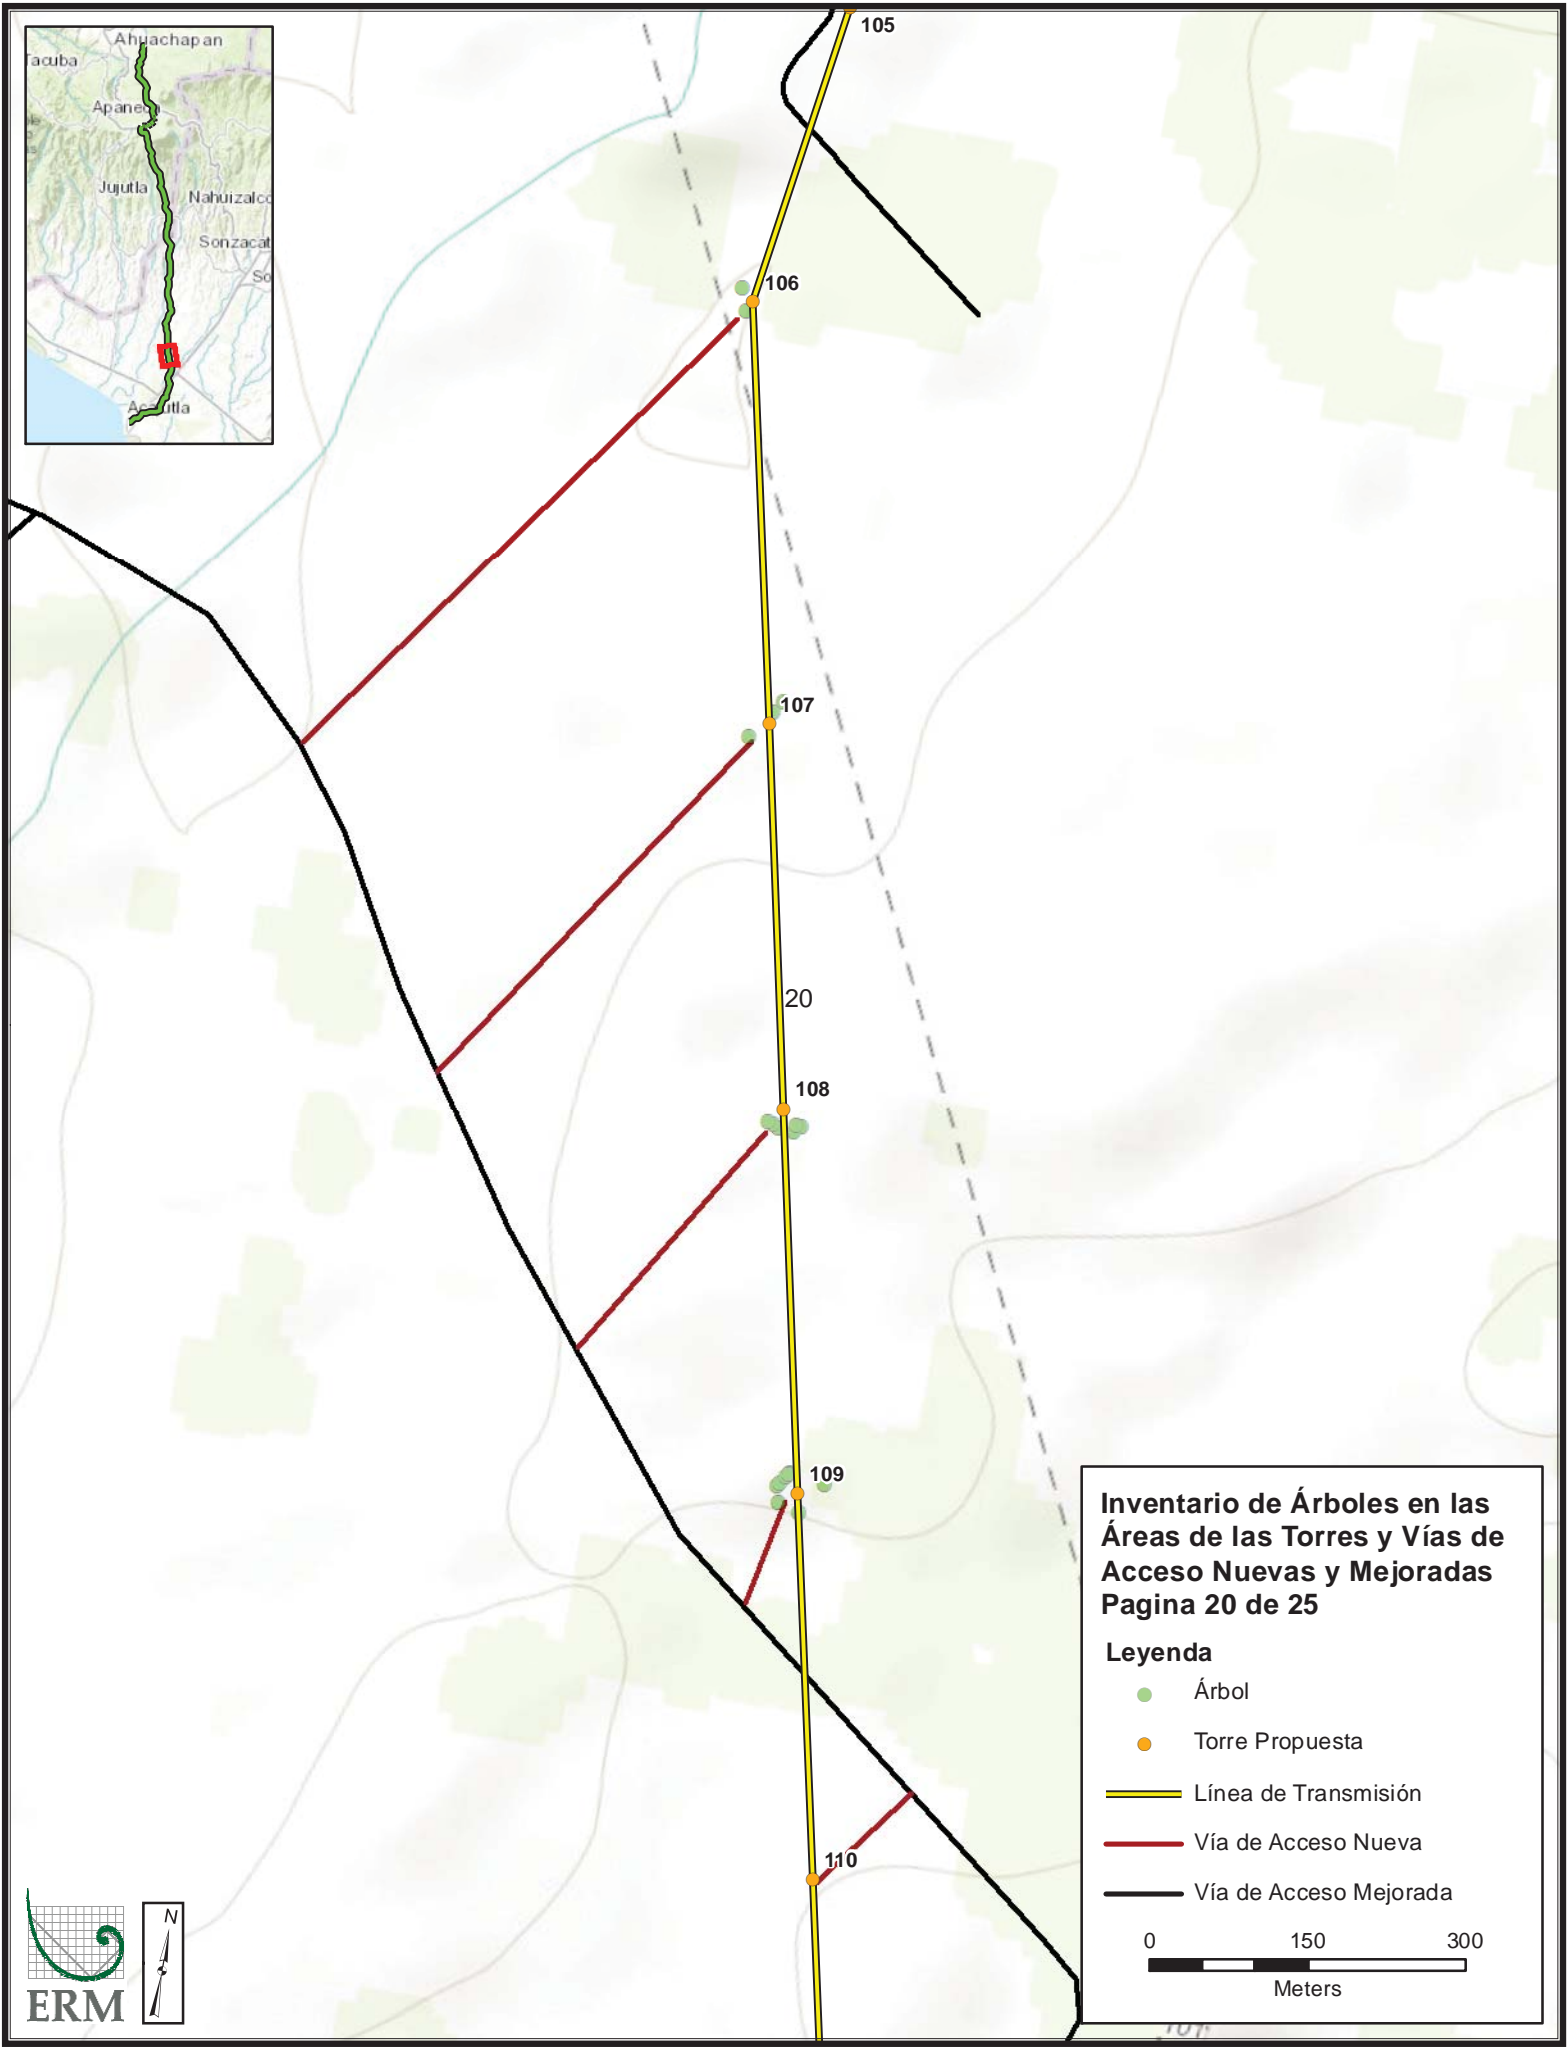 105
Ahuachapan
Tacuba
Apaneca
Jujutla
Nahuizalco
Sonzacat
So
Acajutla
106
107
20
108
109
110
Inventario de Árboles en las
Áreas de las Torres y Vías de
Acceso Nuevas y Mejoradas
Pagina 20 de 25
Leyenda
Árbol
Torre Propuesta
Línea de Transmisión
Vía de Acceso Nueva
Vía de Acceso Mejorada
0 150 300
Meters
N
ERM